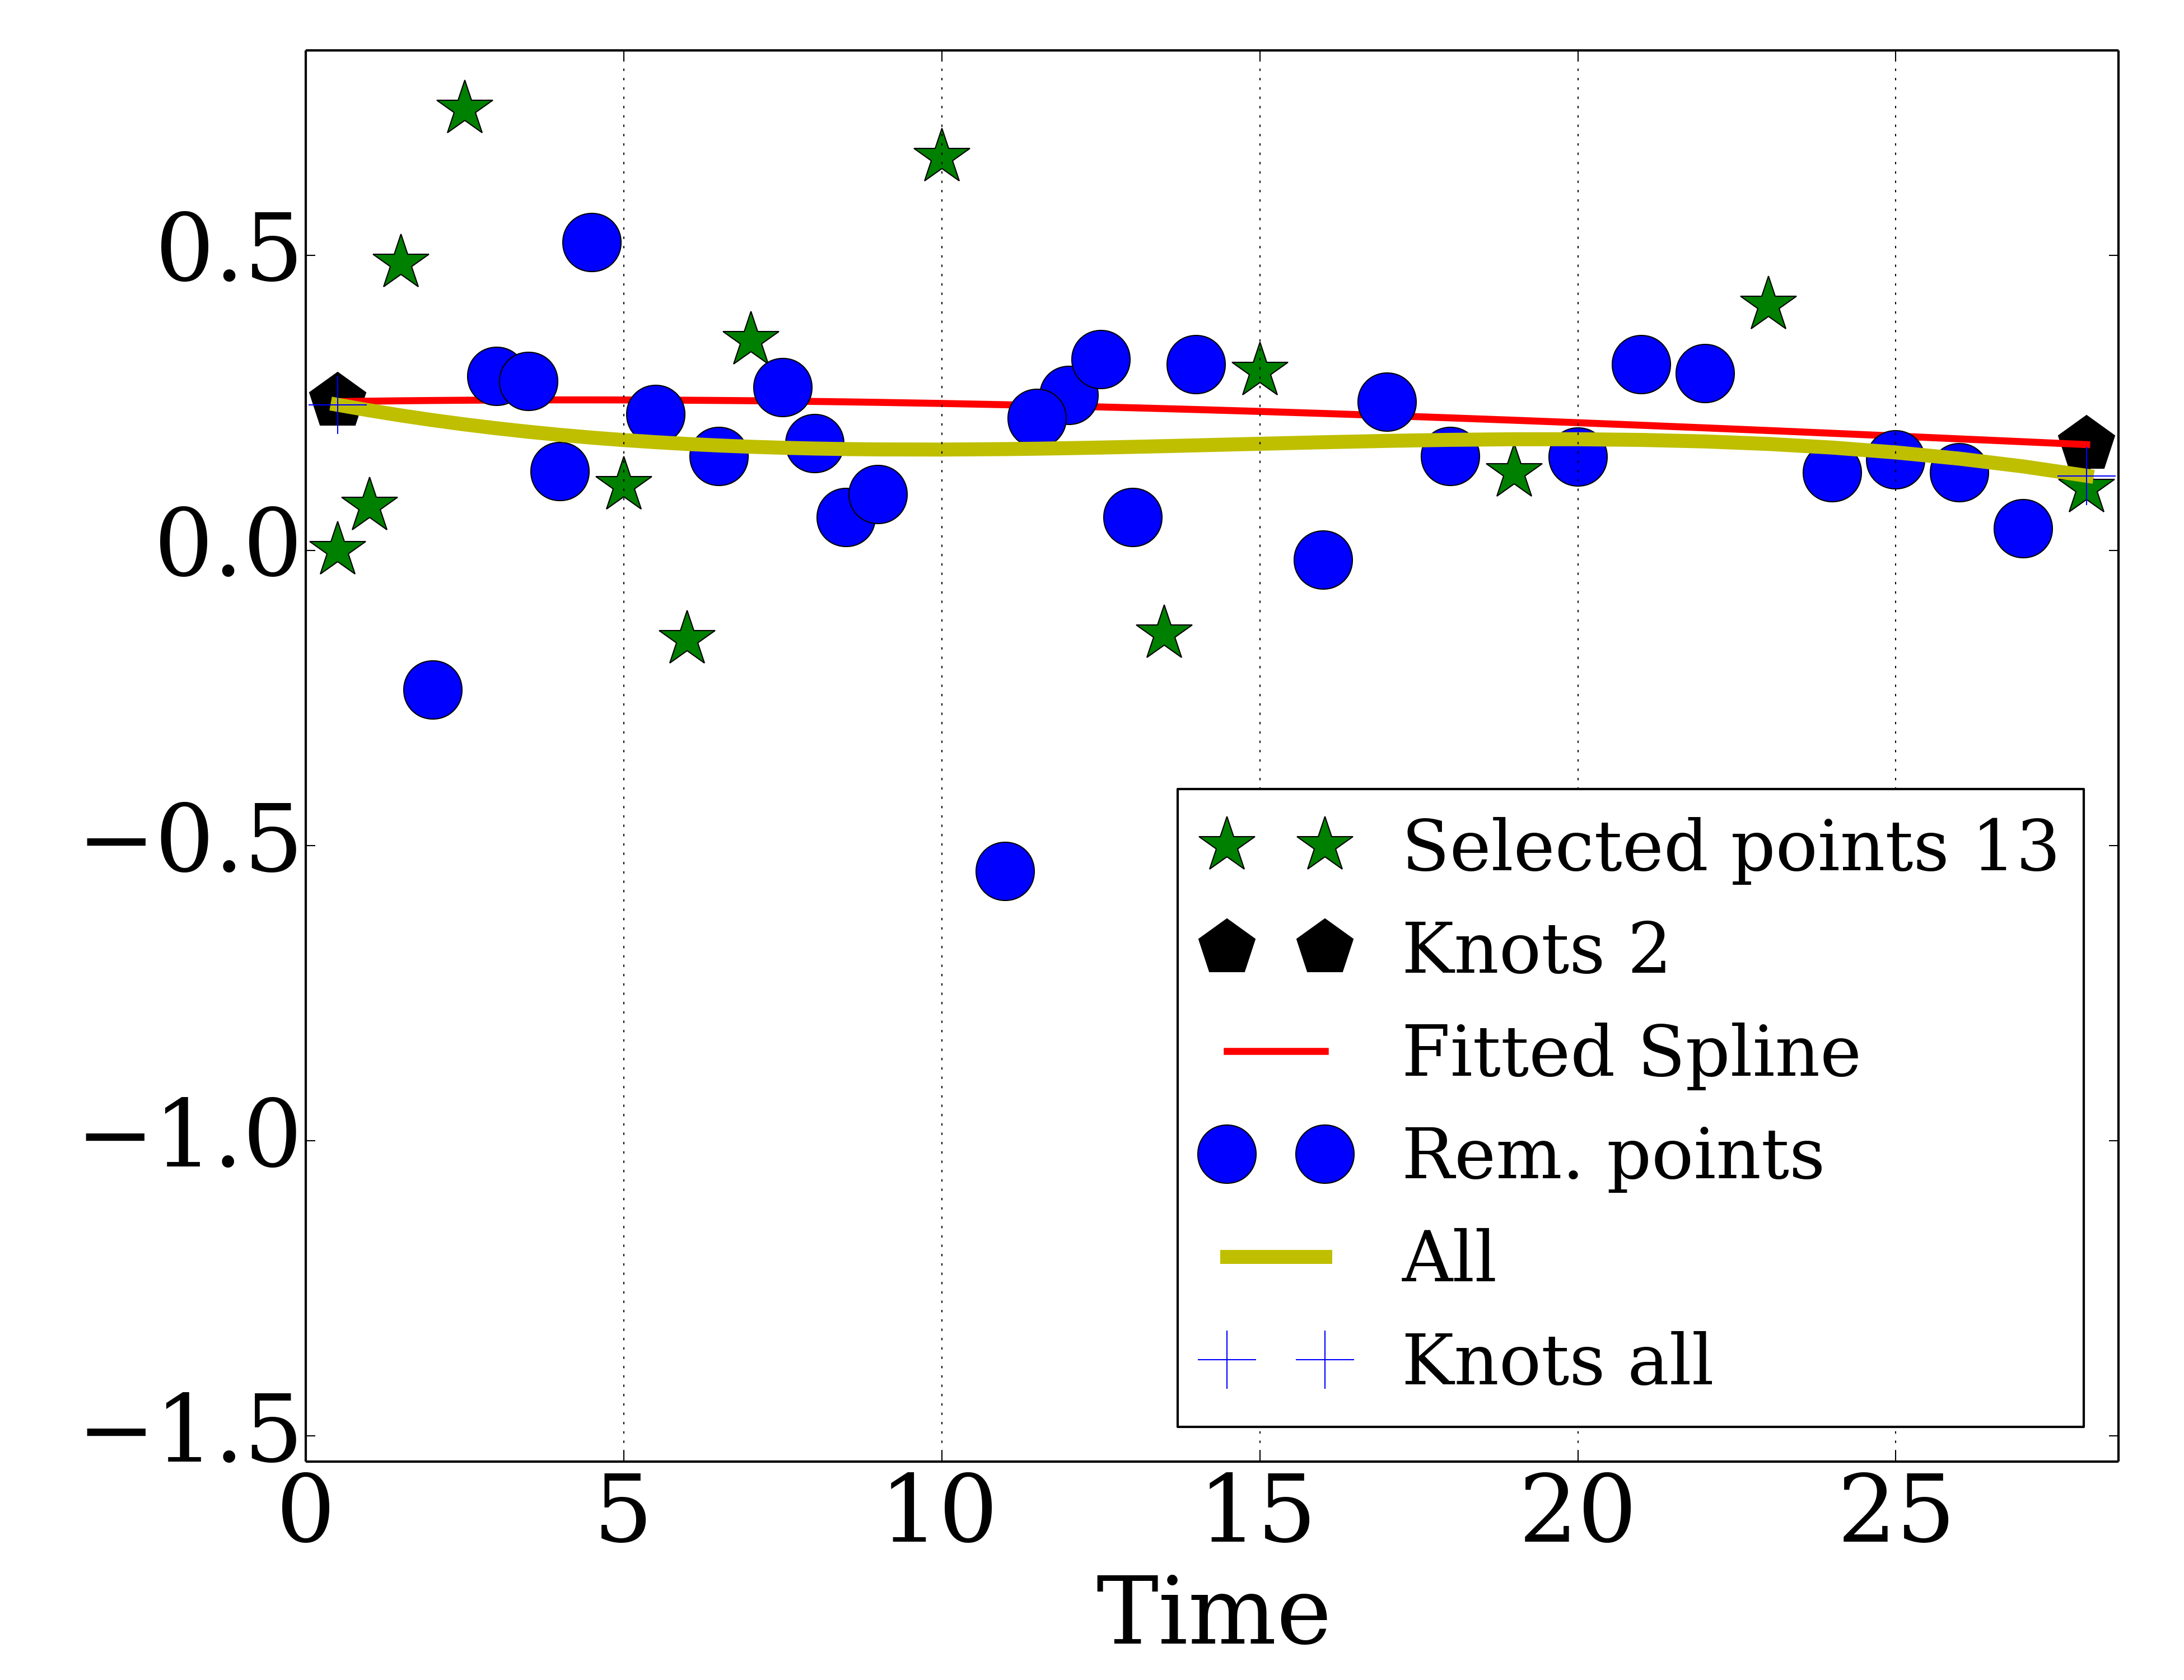 0.5
0.0
−0.5
−1.0
−1.5
0 5 10 15 20 25
Time
Selected points 13
Knots 2
Fitted Spline
Rem. points
All
Knots all